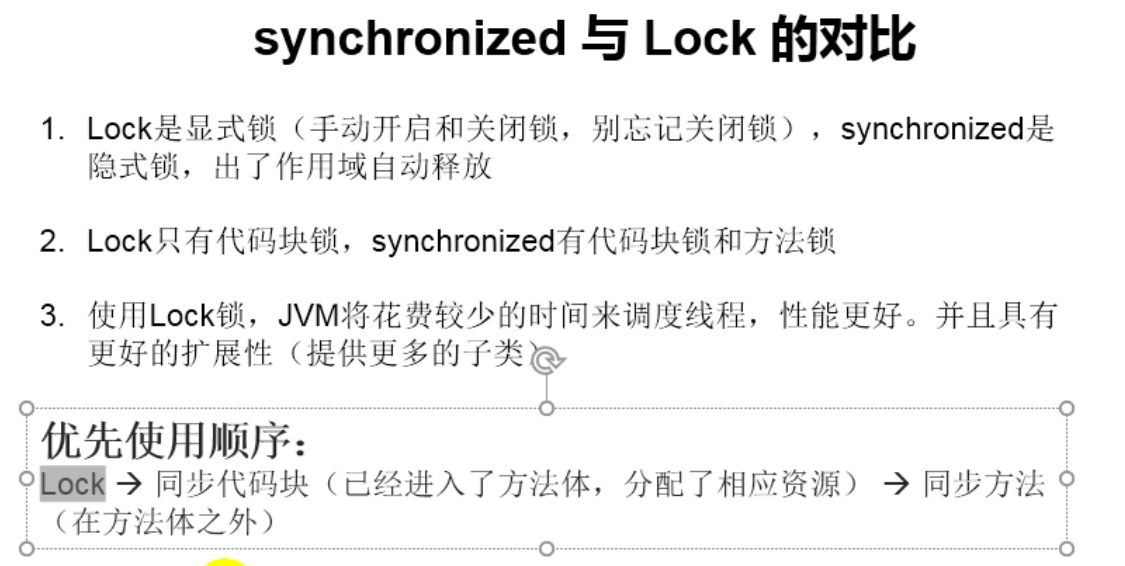 synchronized 与 Lock 的对比
1. Lock是显式锁（手动开启和关闭锁，别忘记关闭锁），synchronized是
隐式锁，出了作用域自动释放
2. Lock只有代码块锁，synchronized有代码块锁和方法锁
3. 使用Lock锁，JVM将花费较少的时间来调度线程，性能更好。并且具有
更好的扩展性（提供更多的子类）
优先使用顺序：
Lock → 同步代码块（已经进入了方法体，分配了相应资源） → 同步方法
（在方法体之外）